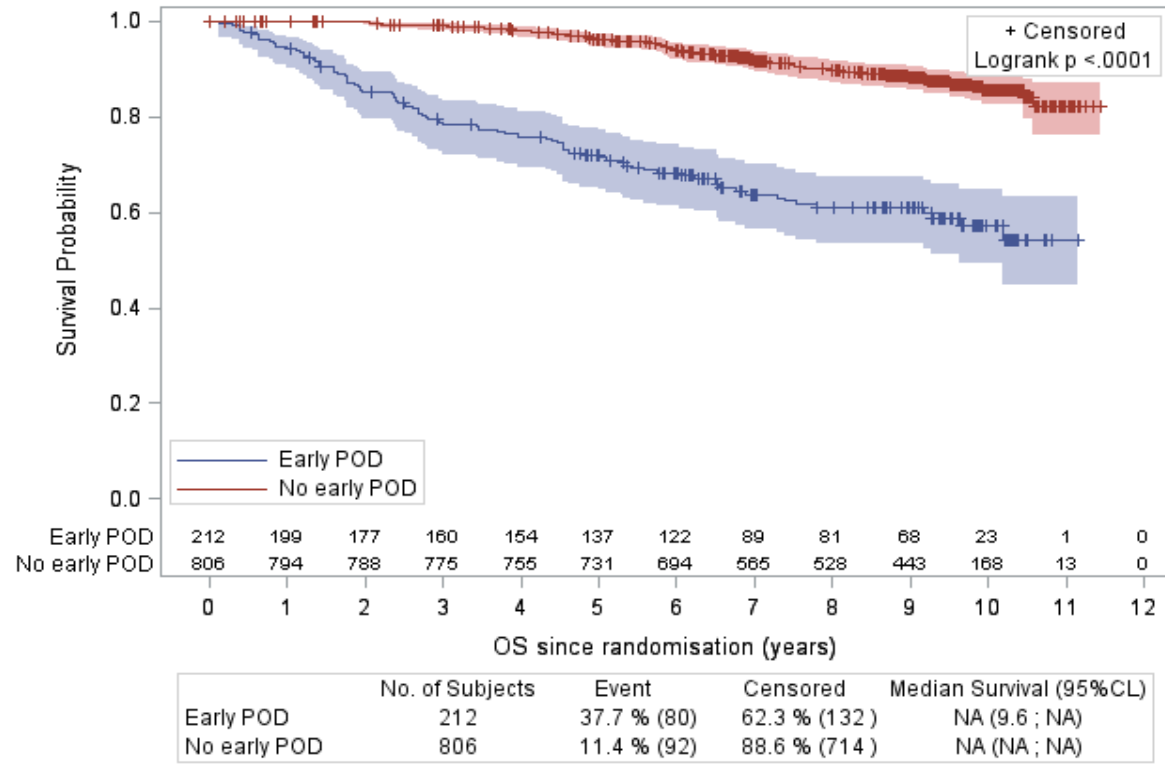 1.0
+ Censored
Logrank p <.0001
0.8
0.6
Survival Probability
0.4
0.2
Early POD
No early POD
0.0
Early POD 212 199 177 160 154 137 122 89 81 68 23 1 0
No early POD 806 794 788 775 755 731 694 565 528 443 168 13 0
0 1 2 3 4 5 6 7 8 9 10 11 12
OS since randomisation (years)
No. of Subjects Event Censored Median Survival (95%CL)
Early POD 212 37.7 % (80) 62.3 % (132 ) NA (9.6 ; NA)
No early POD 806 11.4 % (92) 88.6 % (714 ) NA (NA ; NA)